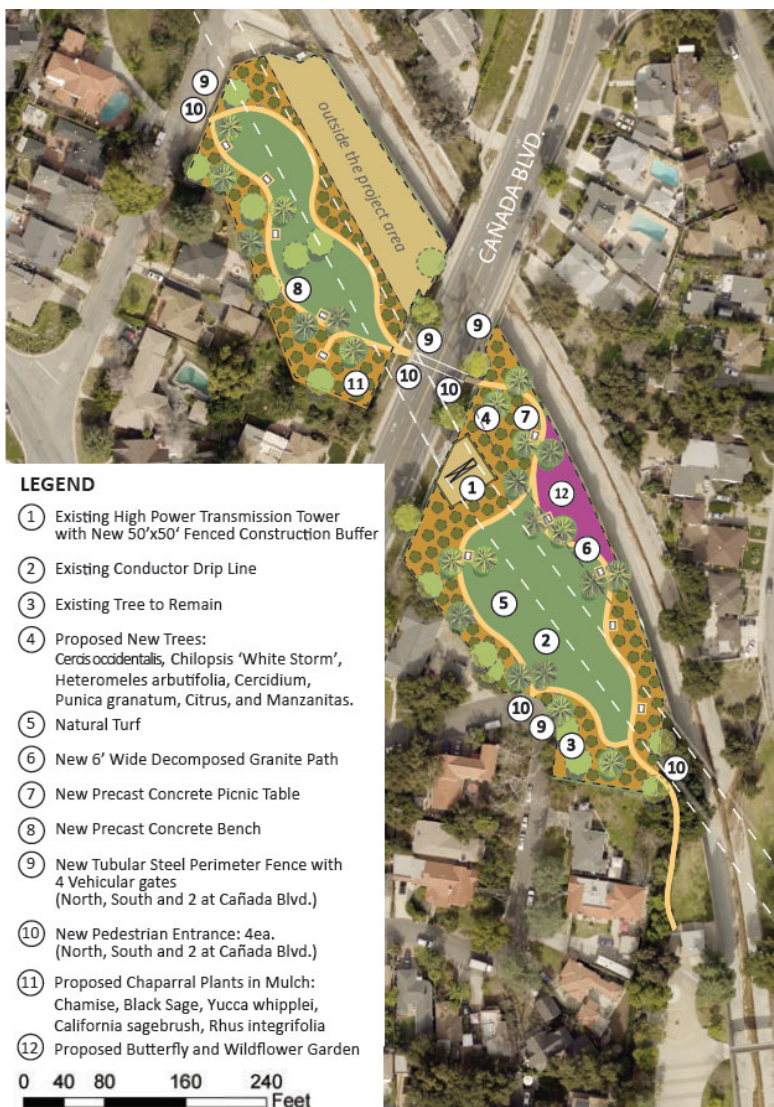 9
10
outside the project area
CAÑADA BLVD.
8
9
9
11
10
10
4
7
1
12
6
5
2
10
9
3
10
LEGEND
1 Existing High Power Transmission Tower
with New 50'x50' Fenced Construction Buffer
2 Existing Conductor Drip Line
3 Existing Tree to Remain
4 Proposed New Trees:
Cercis occidentalis, Chilopsis 'White Storm',
Heteromeles arbutifolia, Cercidium,
Punica granatum, Citrus, and Manzanitas.
5 Natural Turf
6 New 6' Wide Decomposed Granite Path
7 New Precast Concrete Picnic Table
8 New Precast Concrete Bench
9 New Tubular Steel Perimeter Fence with
4 Vehicular gates
(North, South and 2 at Cañada Blvd.)
10 New Pedestrian Entrance: 4ea.
(North, South and 2 at Cañada Blvd.)
11 Proposed Chaparral Plants in Mulch:
Chamise, Black Sage, Yucca whipplei,
California sagebrush, Rhus integrifolia
12 Proposed Butterfly and Wildflower Garden
0 40 80 160 240
Feet